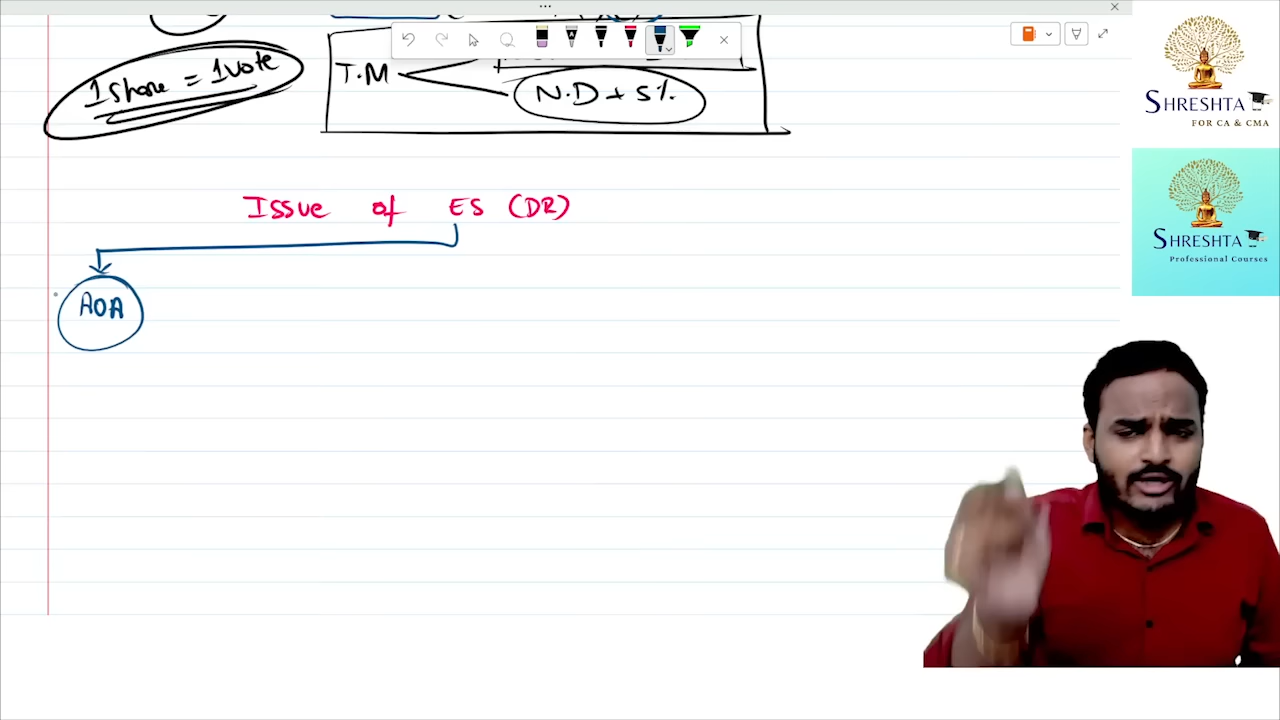 1 Share = 1 Vote
T.M
N.D + 5%.
Issue of ES (DR)
AOA
SHRESHTA
FOR CA & CMA
SHRESHTA
Professional Courses